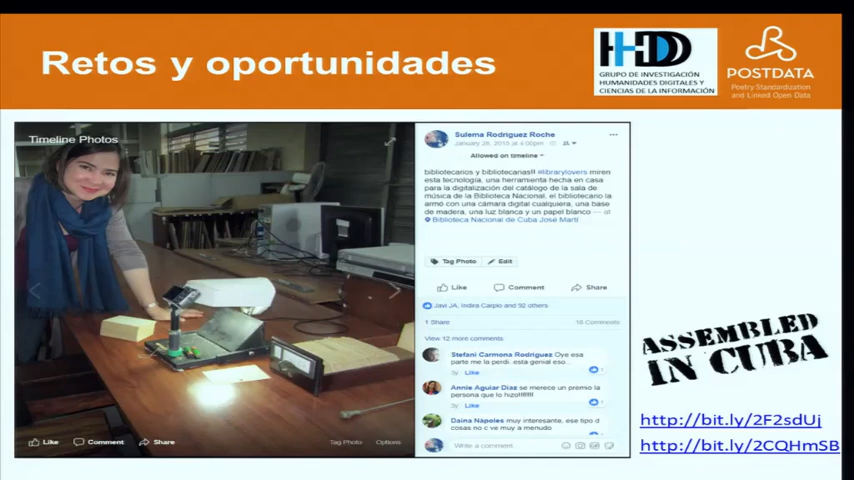 Retos y oportunidades
HHDD
GRUPO DE INVESTIGACIÓN
HUMANIDADES DIGITALES Y
CIENCIAS DE LA INFORMACIÓN
POSTDATA
Poetry Standardization
and Linked Open Data
Timeline Photos
Sulema Rodriguez Roche
January 28, 2015 at 4:00pm
Allowed on timeline
bibliotecarios y bibliotecarias!! #librarylovers miren
esta tecnología, una herramienta hecha en casa
para la digitalización del catálogo de la sala de
música de la Biblioteca Nacional, el bibliotecario la
armó con una cámara digital cualquiera, una base
de madera, una luz blanca y un papel blanco — at
Biblioteca Nacional de Cuba José Martí
Tag Photo Edit
Like Comment Share
Javi JA, Indira Carpio and 92 others
1 Share 16 Comments
View 12 more comments
Stefani Carmona Rodriguez Oye esa
parte me la perdi..esta genial eso...
3y Like 1
Annie Aguiar Diaz se merece un premio la
persona que lo hizo!!!!!!!
3y Like 1
Daina Nápoles muy interesante, ese tipo d
cosas no c ve muy a menudo
Write a comment
Like Comment Share Tag Photo Options
ASSEMBLED
IN CUBA
http://bit.ly/2F2sdUj
http://bit.ly/2CQHmSB